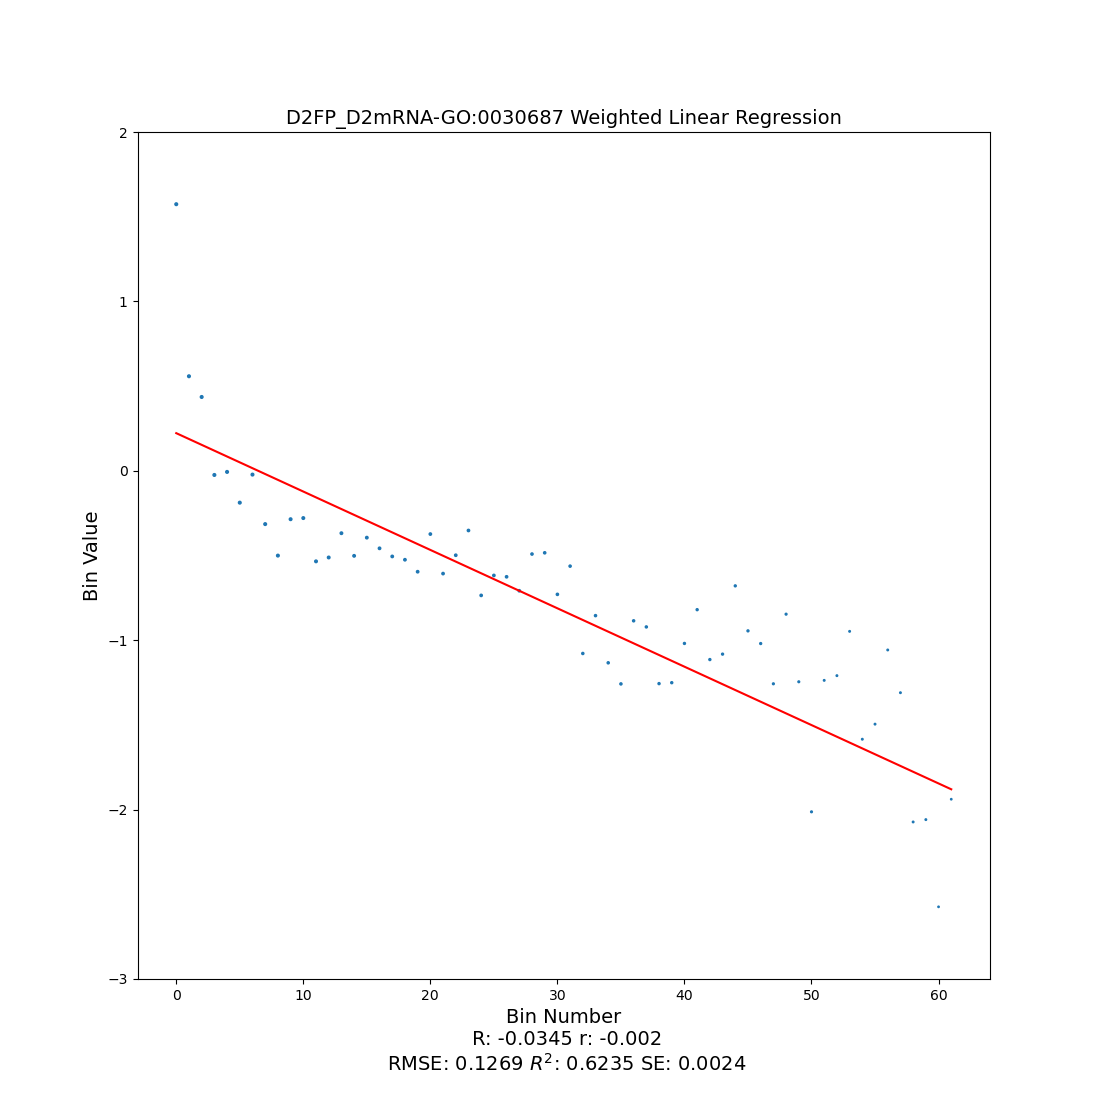 D2FP_D2mRNA-GO:0030687 Weighted Linear Regression
2
1
0
−1
−2
−3
Bin Value
0 10 20 30 40 50 60
Bin Number
R: -0.0345 r: -0.002
RMSE: 0.1269 R²: 0.6235 SE: 0.0024